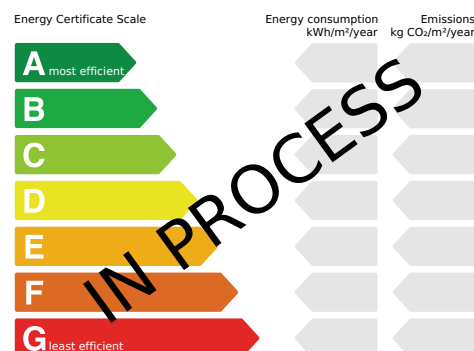 Energy Certificate Scale
Energy consumption
kWh/m²/year
Emissions
kg CO₂/m²/year
A most efficient
B
C
D
E
F
G least efficient
IN PROCESS